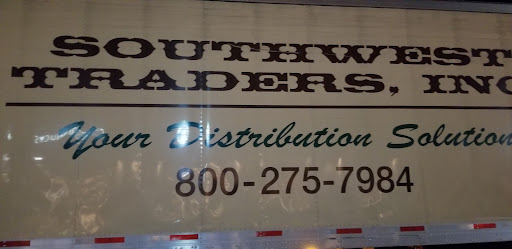 SOUTHWEST
TRADERS, INC
Your Distribution Solution
800-275-7984